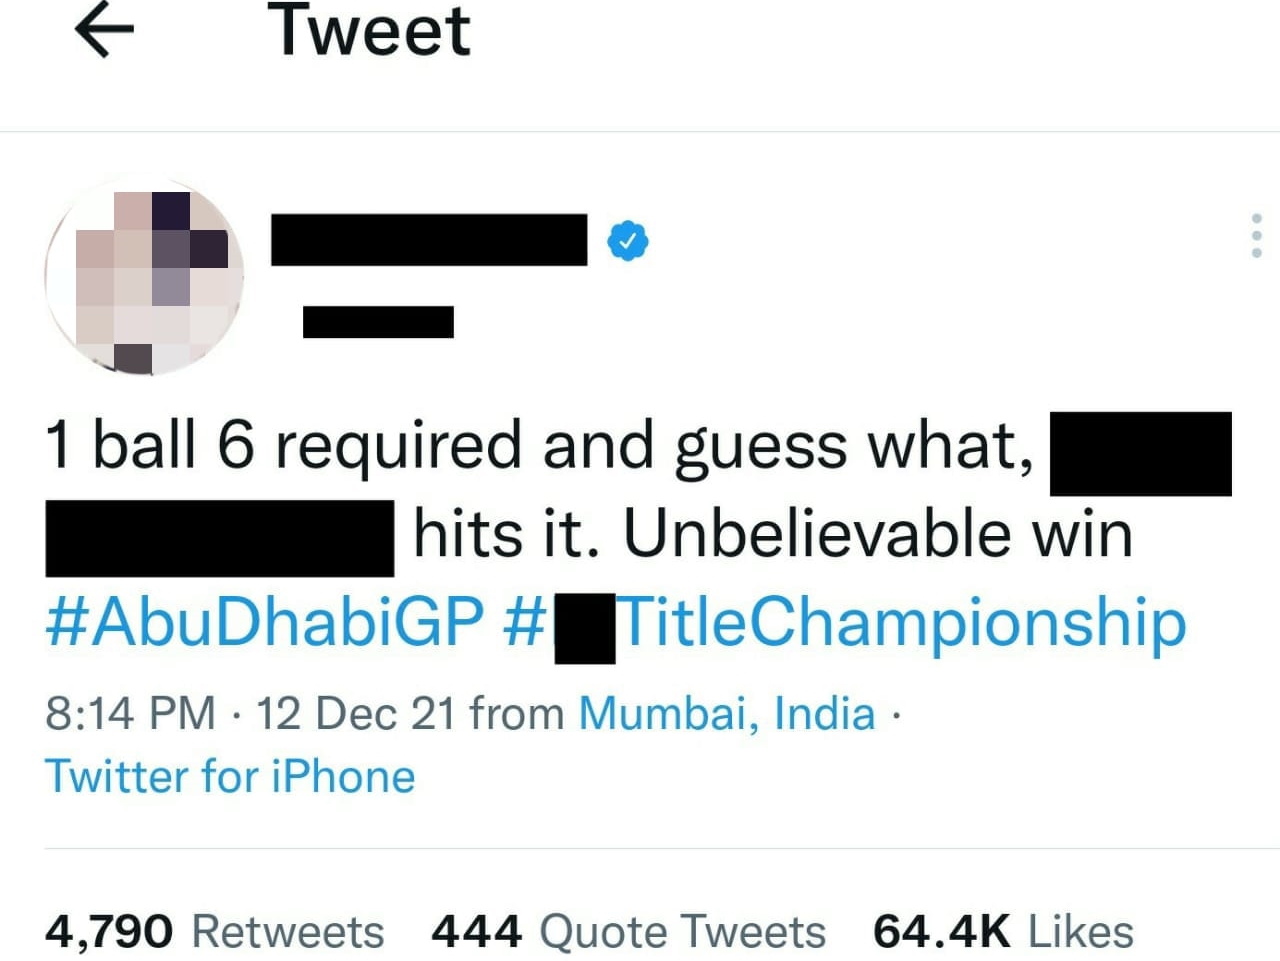 Tweet
1 ball 6 required and guess what,
hits it. Unbelievable win
#AbuDhabiGP # TitleChampionship
8:14 PM · 12 Dec 21 from Mumbai, India ·
Twitter for iPhone
4,790 Retweets 444 Quote Tweets 64.4K Likes